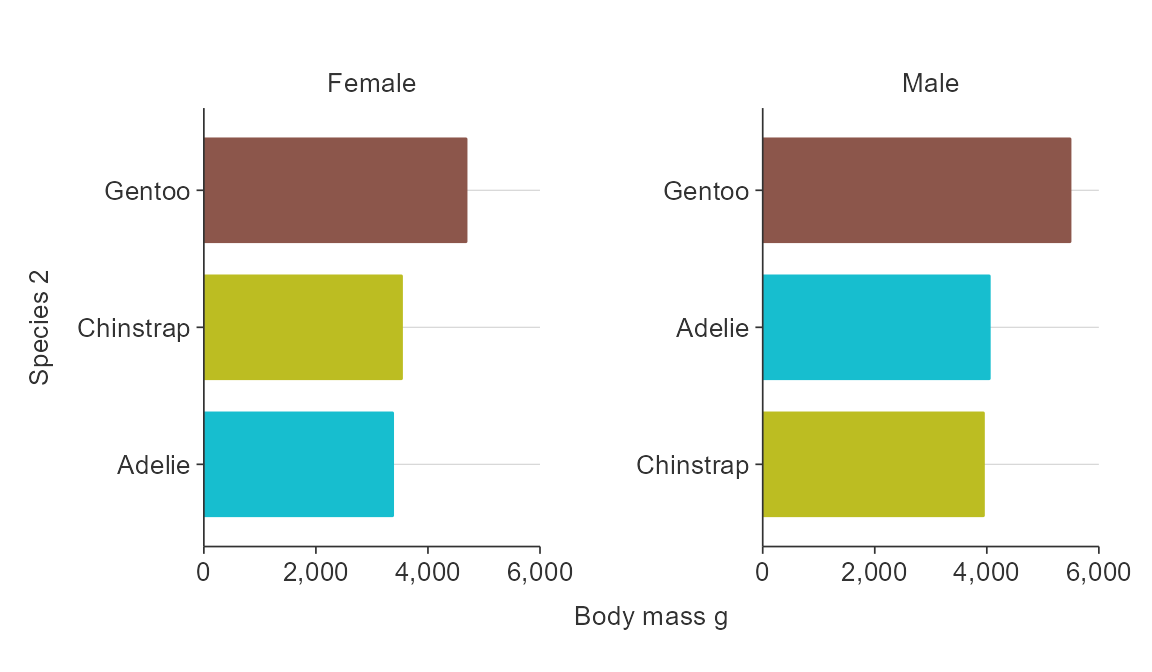 Female
Male
Species 2
Gentoo
Chinstrap
Adelie
Gentoo
Adelie
Chinstrap
0 2,000 4,000 6,000
0 2,000 4,000 6,000
Body mass g